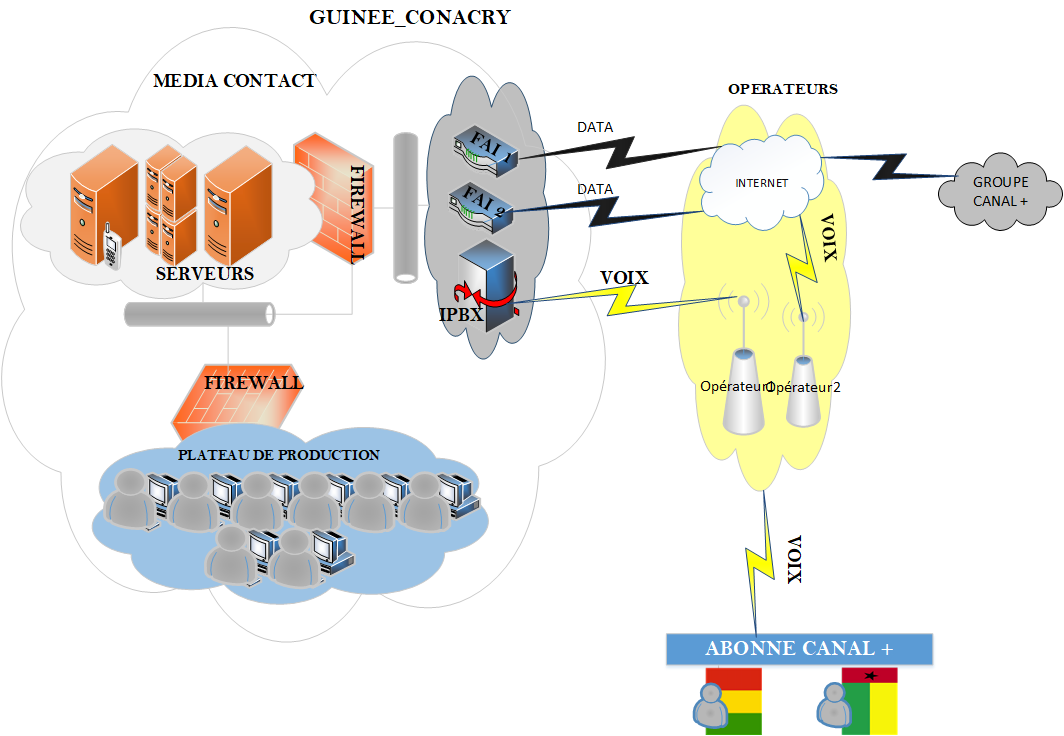 GUINEE_CONACRY
MEDIA CONTACT
OPERATEURS
DATA
FAI 1
FIREWALL
INTERNET
GROUPE
CANAL +
DATA
FAI 2
VOIX
SERVEURS
VOIX
IPBX
FIREWALL
Opérateur1
Opérateur2
PLATEAU DE PRODUCTION
VOIX
ABONNE CANAL +